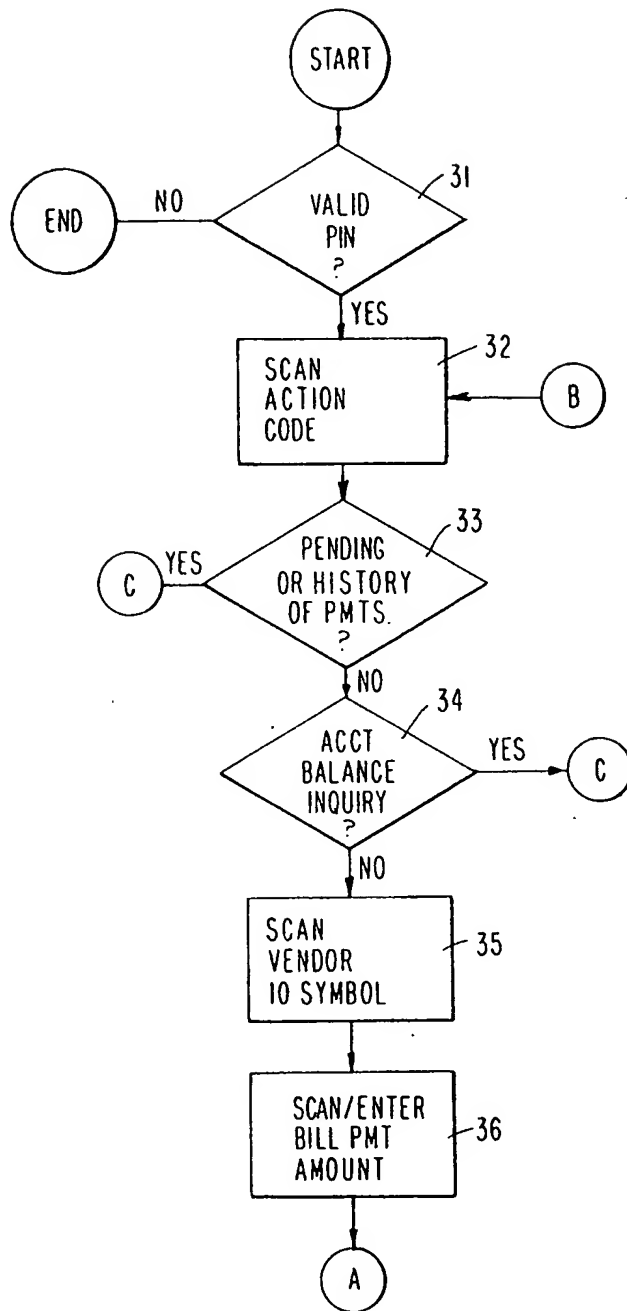 START
31
VALID
PIN
?
NO
END
YES
32
SCAN
ACTION
CODE
B
33
PENDING
OR HISTORY
OF PMTS.
?
YES
C
NO
34
ACCT
BALANCE
INQUIRY
?
YES
C
NO
35
SCAN
VENDOR
IO SYMBOL
SCAN/ENTER
BILL PMT
AMOUNT
36
A